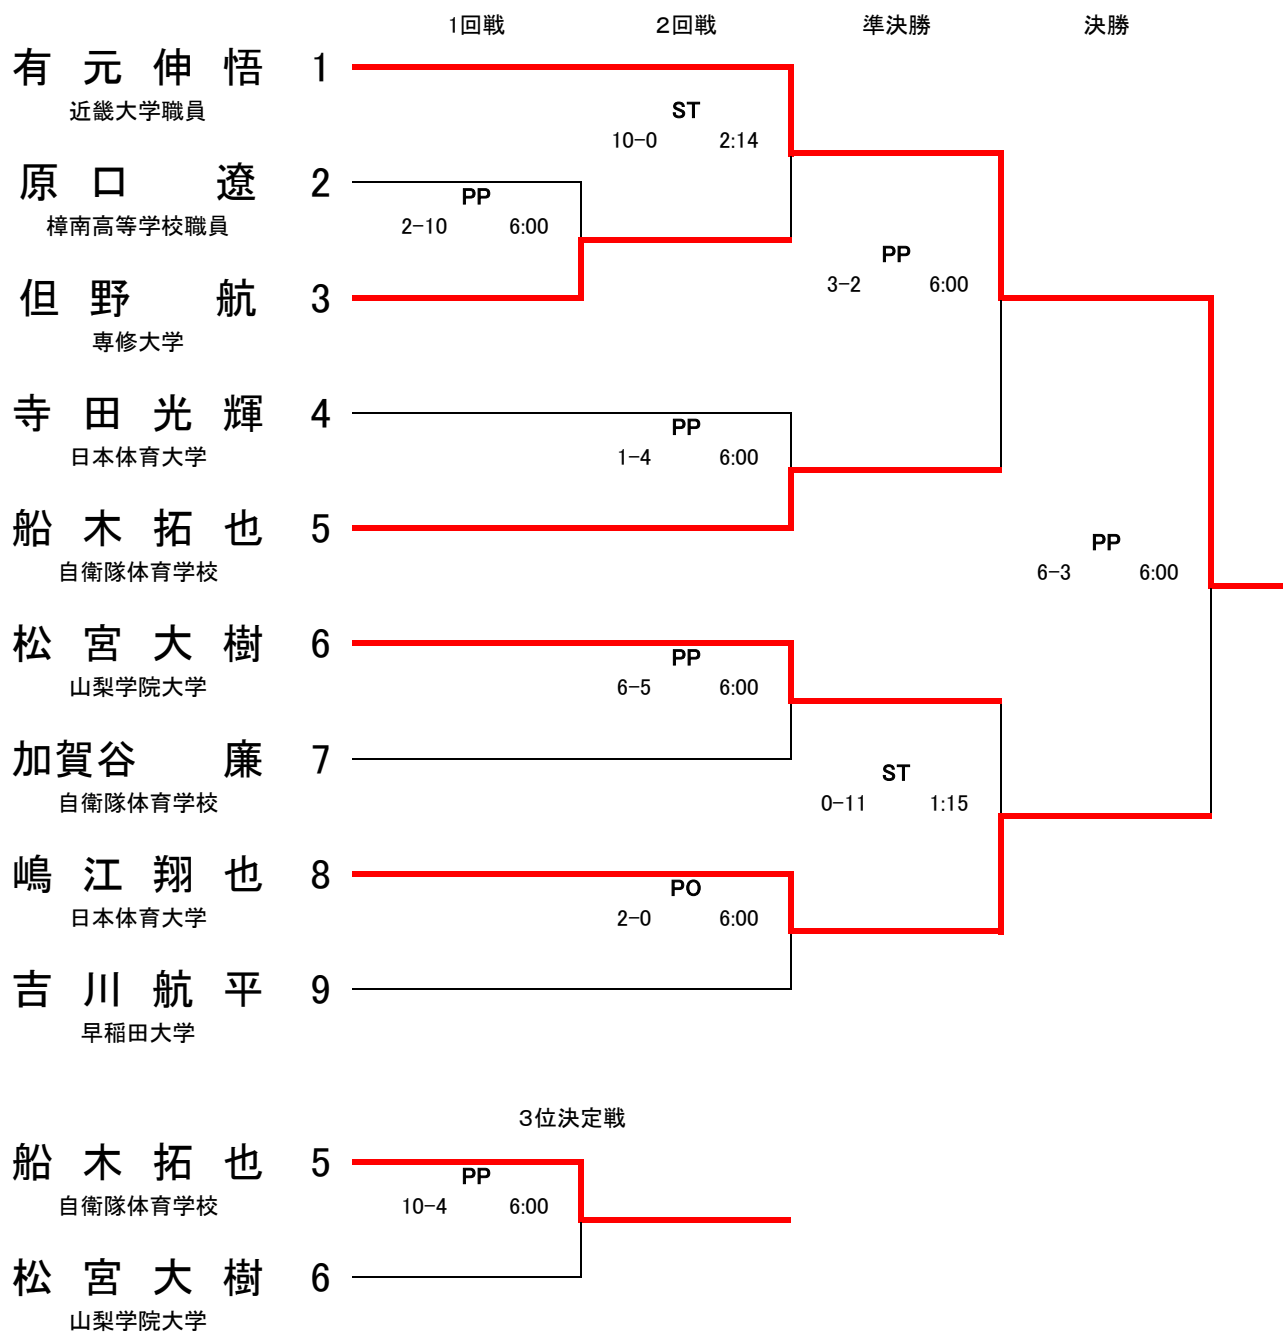 1回戦 2回戦 準決勝 決勝
有元伸悟 1
近畿大学職員
ST
10-0 2:14
原口 遼 2
PP
樟南高等学校職員
2-10 6:00
PP
但野 航 3
3-2 6:00
専修大学
寺田光輝 4
PP
日本体育大学
1-4 6:00
船木拓也 5
PP
自衛隊体育学校
6-3 6:00
松宮大樹 6
PP
山梨学院大学
6-5 6:00
加賀谷 廉 7
ST
自衛隊体育学校
0-11 1:15
嶋江翔也 8
PO
日本体育大学
2-0 6:00
吉川航平 9
早稲田大学
3位決定戦
船木拓也 5
PP
自衛隊体育学校
10-4 6:00
松宮大樹 6
山梨学院大学